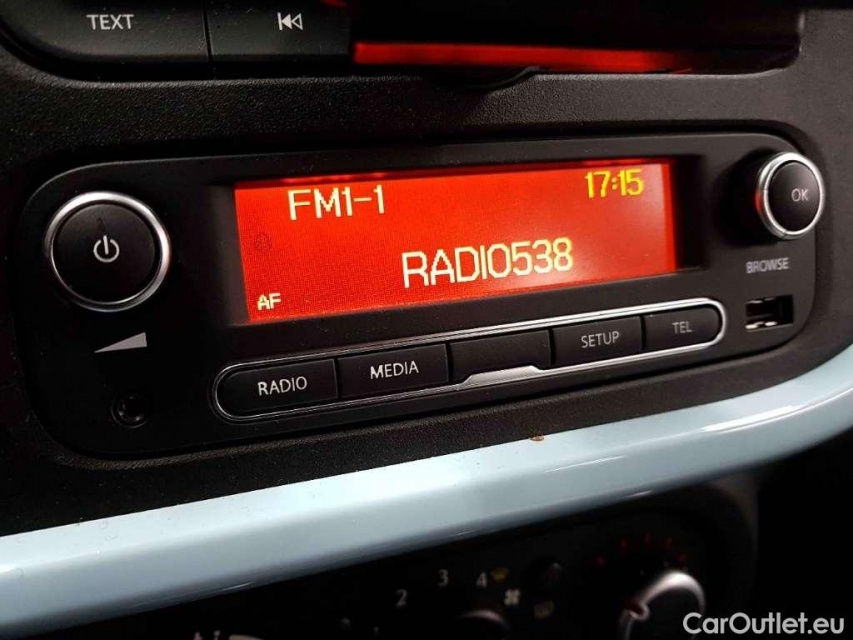 TEXT
FM1-1 17:15
RADIO538
AF
OK
BROWSE
RADIO MEDIA SETUP TEL
2 3 4
CarOutlet.eu